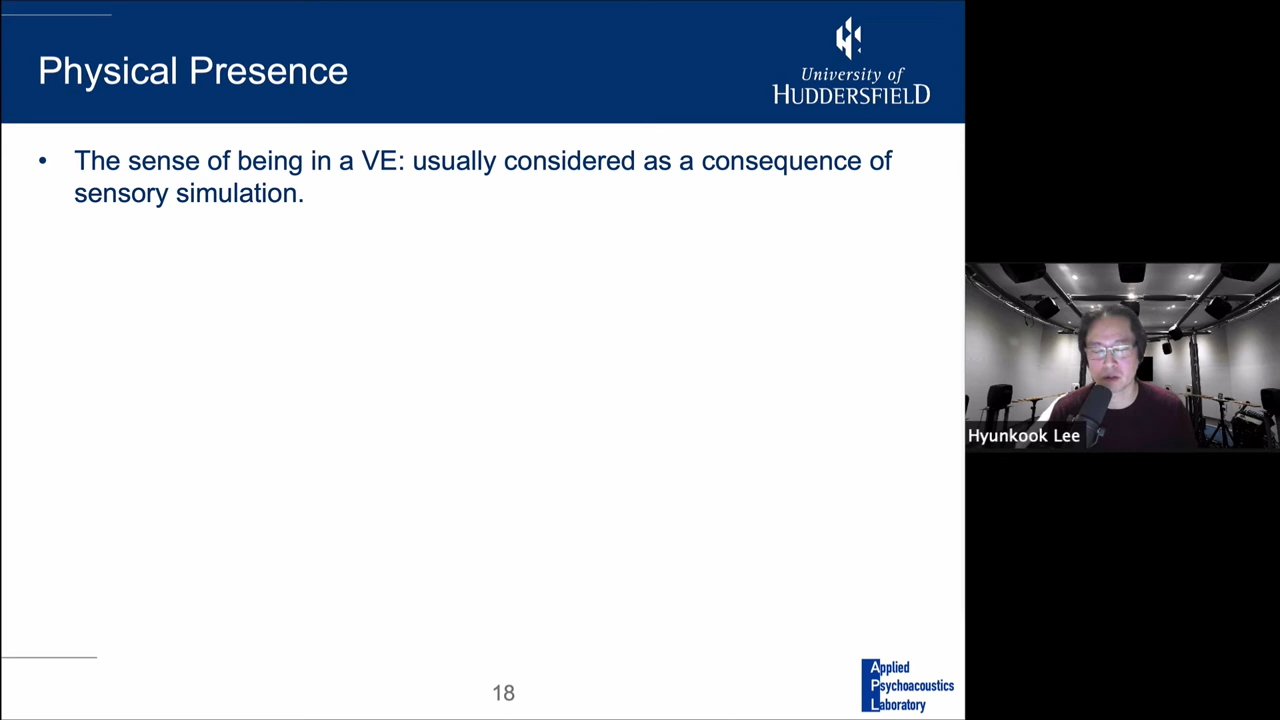 Physical Presence
University of
HUDDERSFIELD
• The sense of being in a VE: usually considered as a consequence of
sensory simulation.
Hyunkook Lee
18
Applied
Psychoacoustics
Laboratory